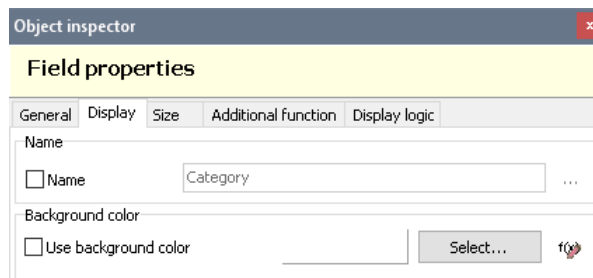 Object inspector x
Field properties
General Display Size Additional function Display logic
Name
Name Category ...
Background color
Use background color Select... f(x)